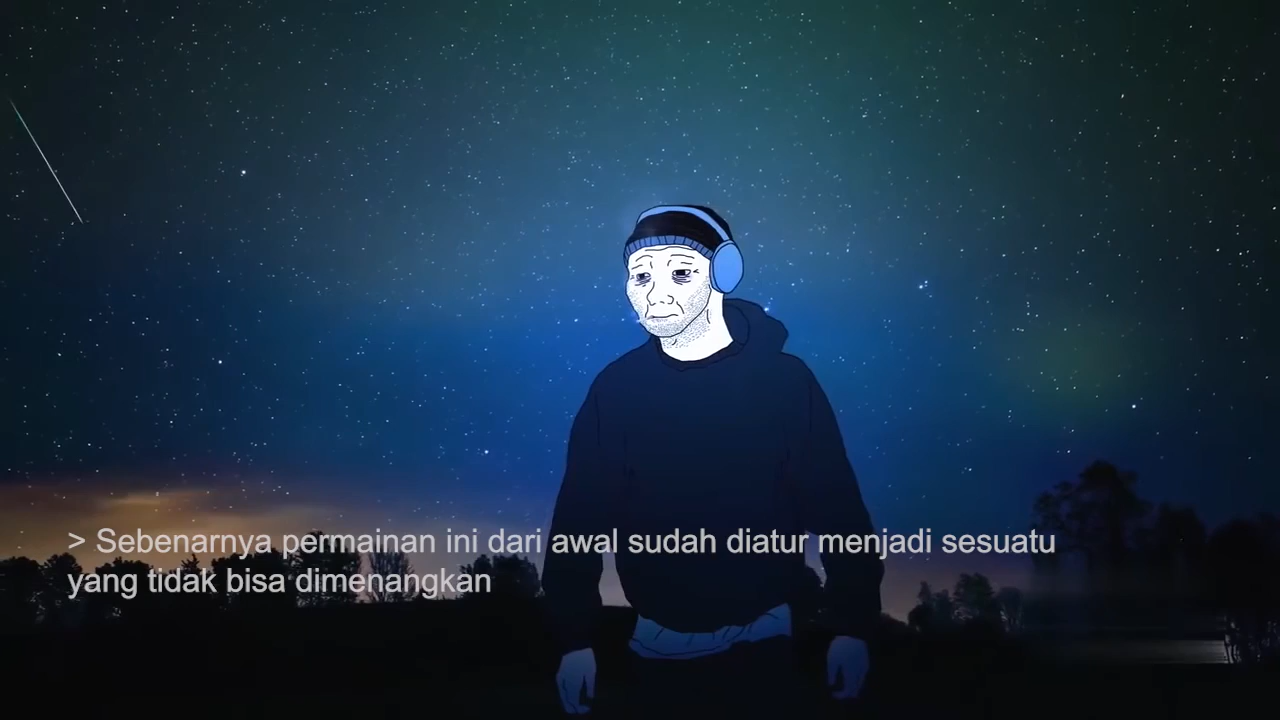 > Sebenarnya permainan ini dari awal sudah diatur menjadi sesuatu
yang tidak bisa dimenangkan